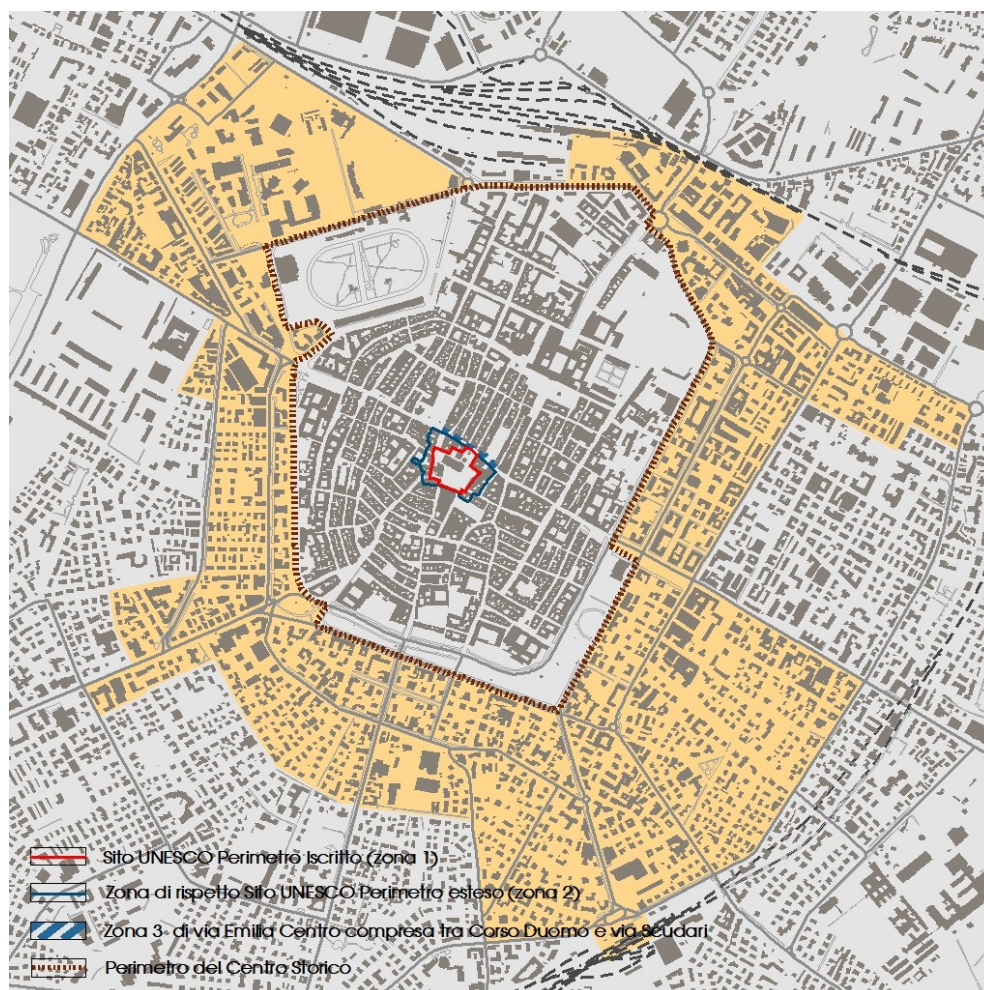 Sito UNESCO Perimetro Iscritto (zona 1)
Zona di rispetto Sito UNESCO Perimetro esteso (zona 2)
Zona 3- di via Emilia Centro compresa tra Corso Duomo e via Scudari
Perimetro del Centro Storico